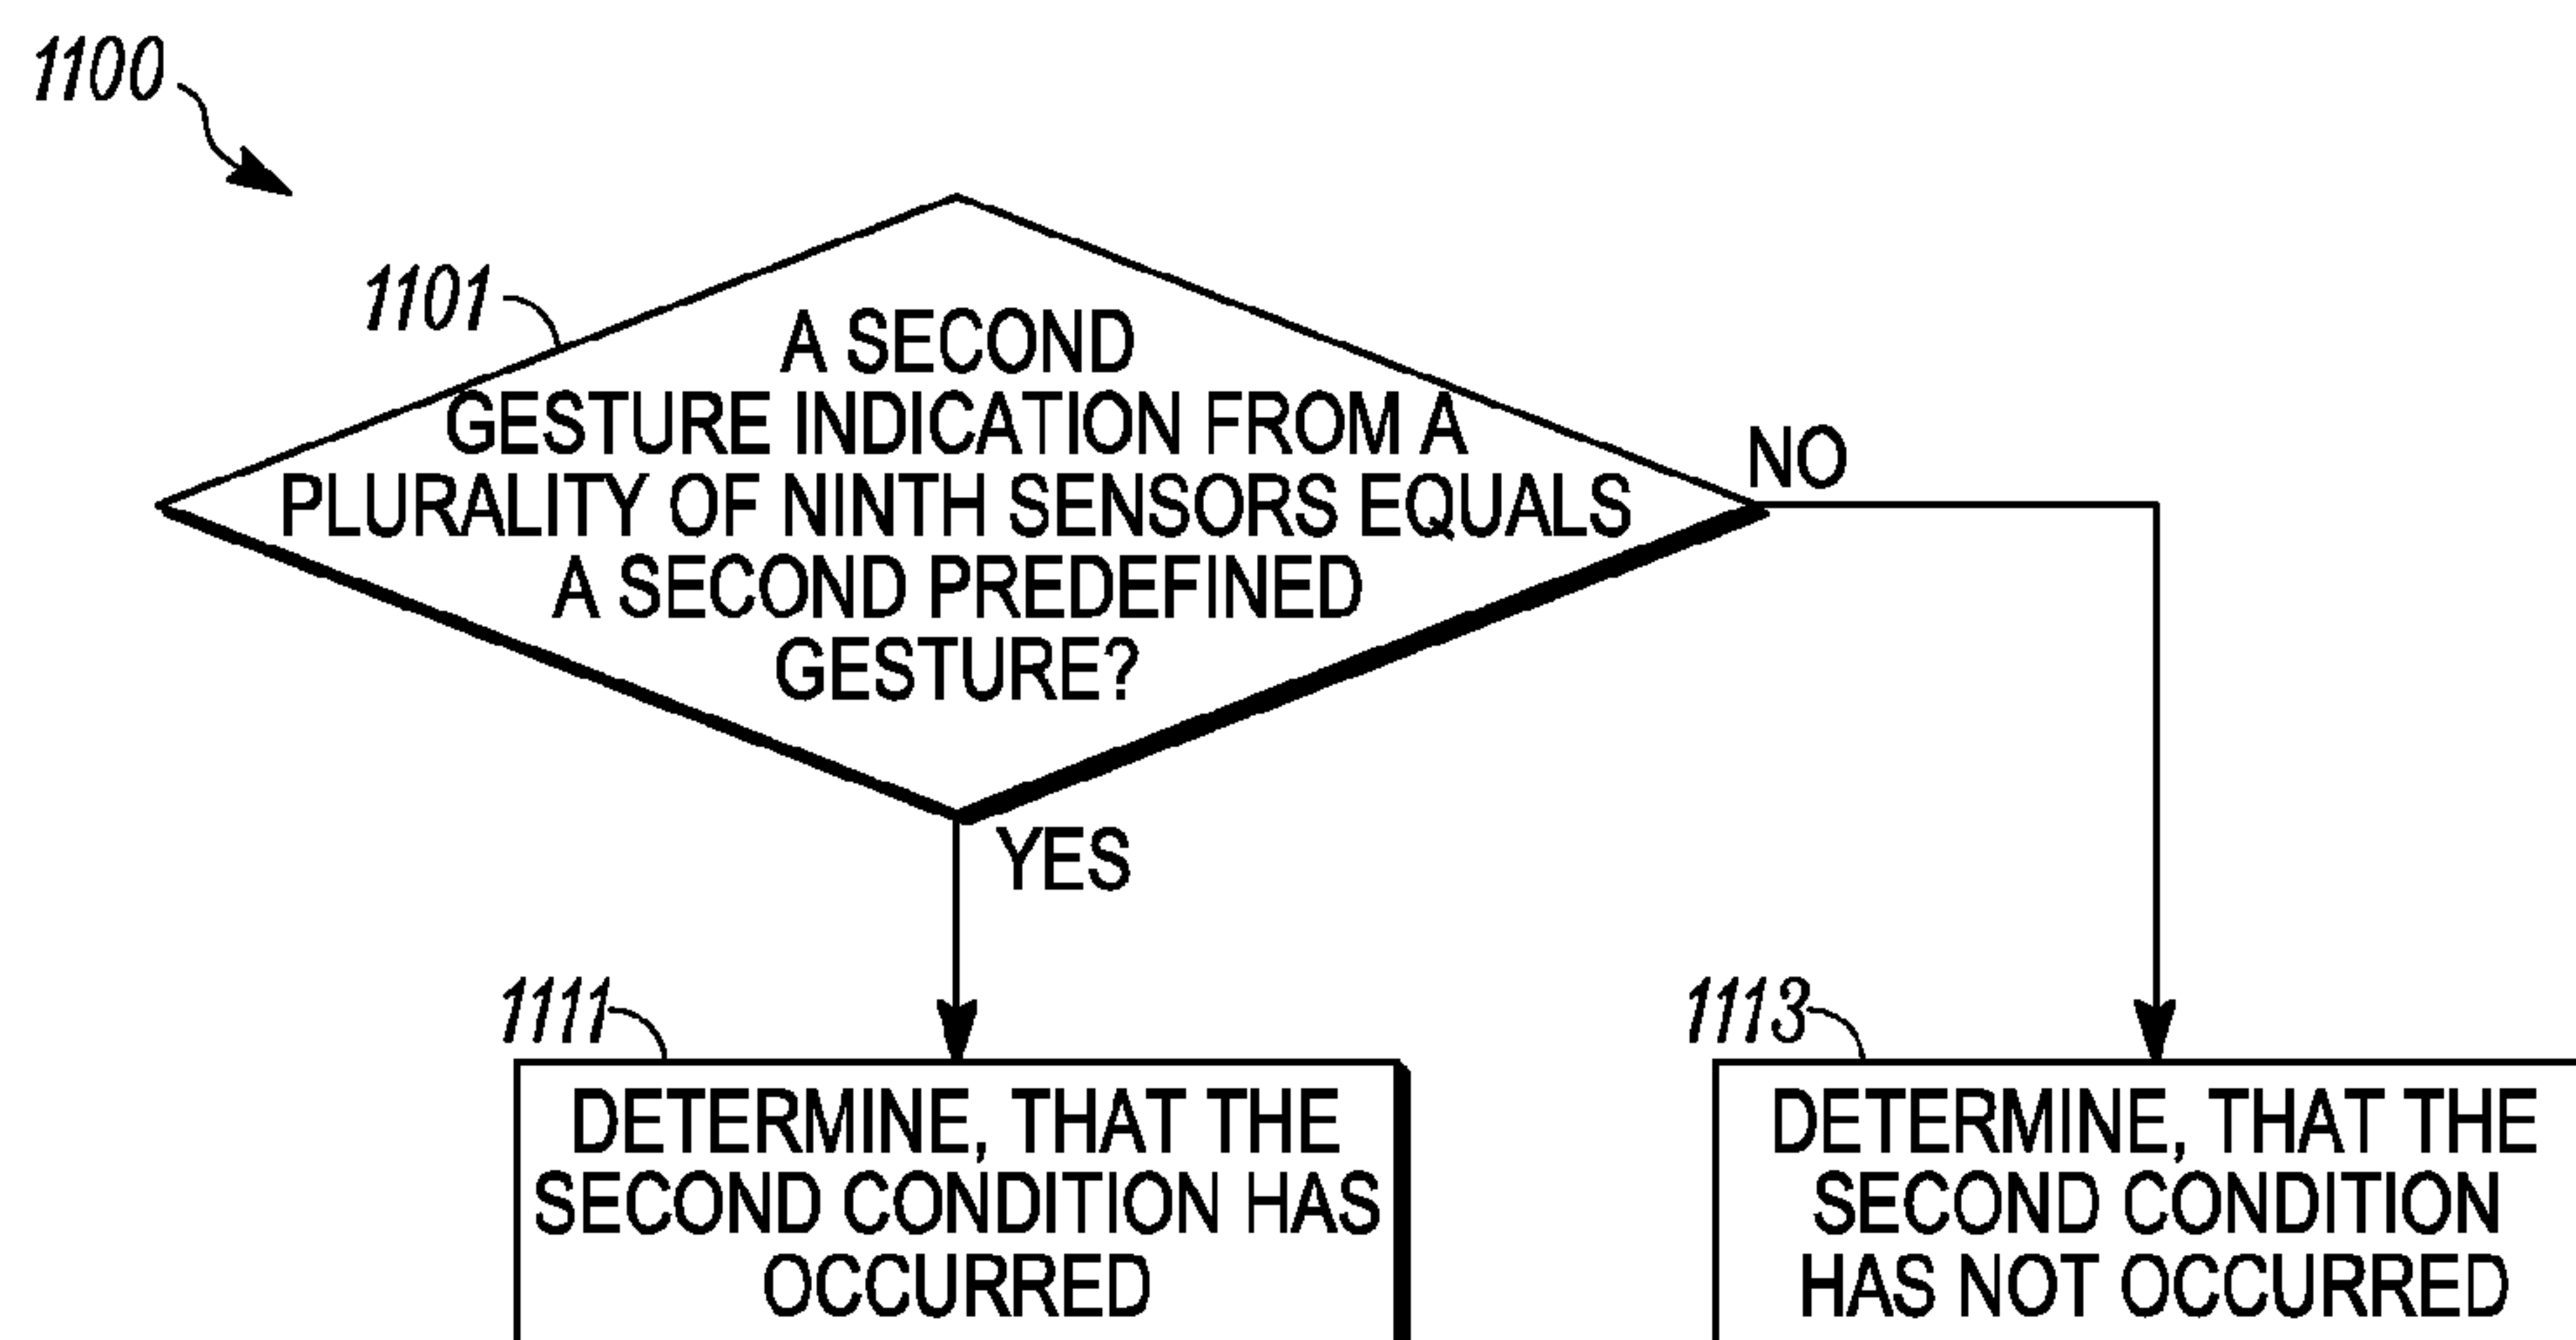 1100
1101
A SECOND
GESTURE INDICATION FROM A
PLURALITY OF NINTH SENSORS EQUALS
A SECOND PREDEFINED
GESTURE?
NO
YES
1111
DETERMINE, THAT THE
SECOND CONDITION HAS
OCCURRED
1113
DETERMINE, THAT THE
SECOND CONDITION
HAS NOT OCCURRED